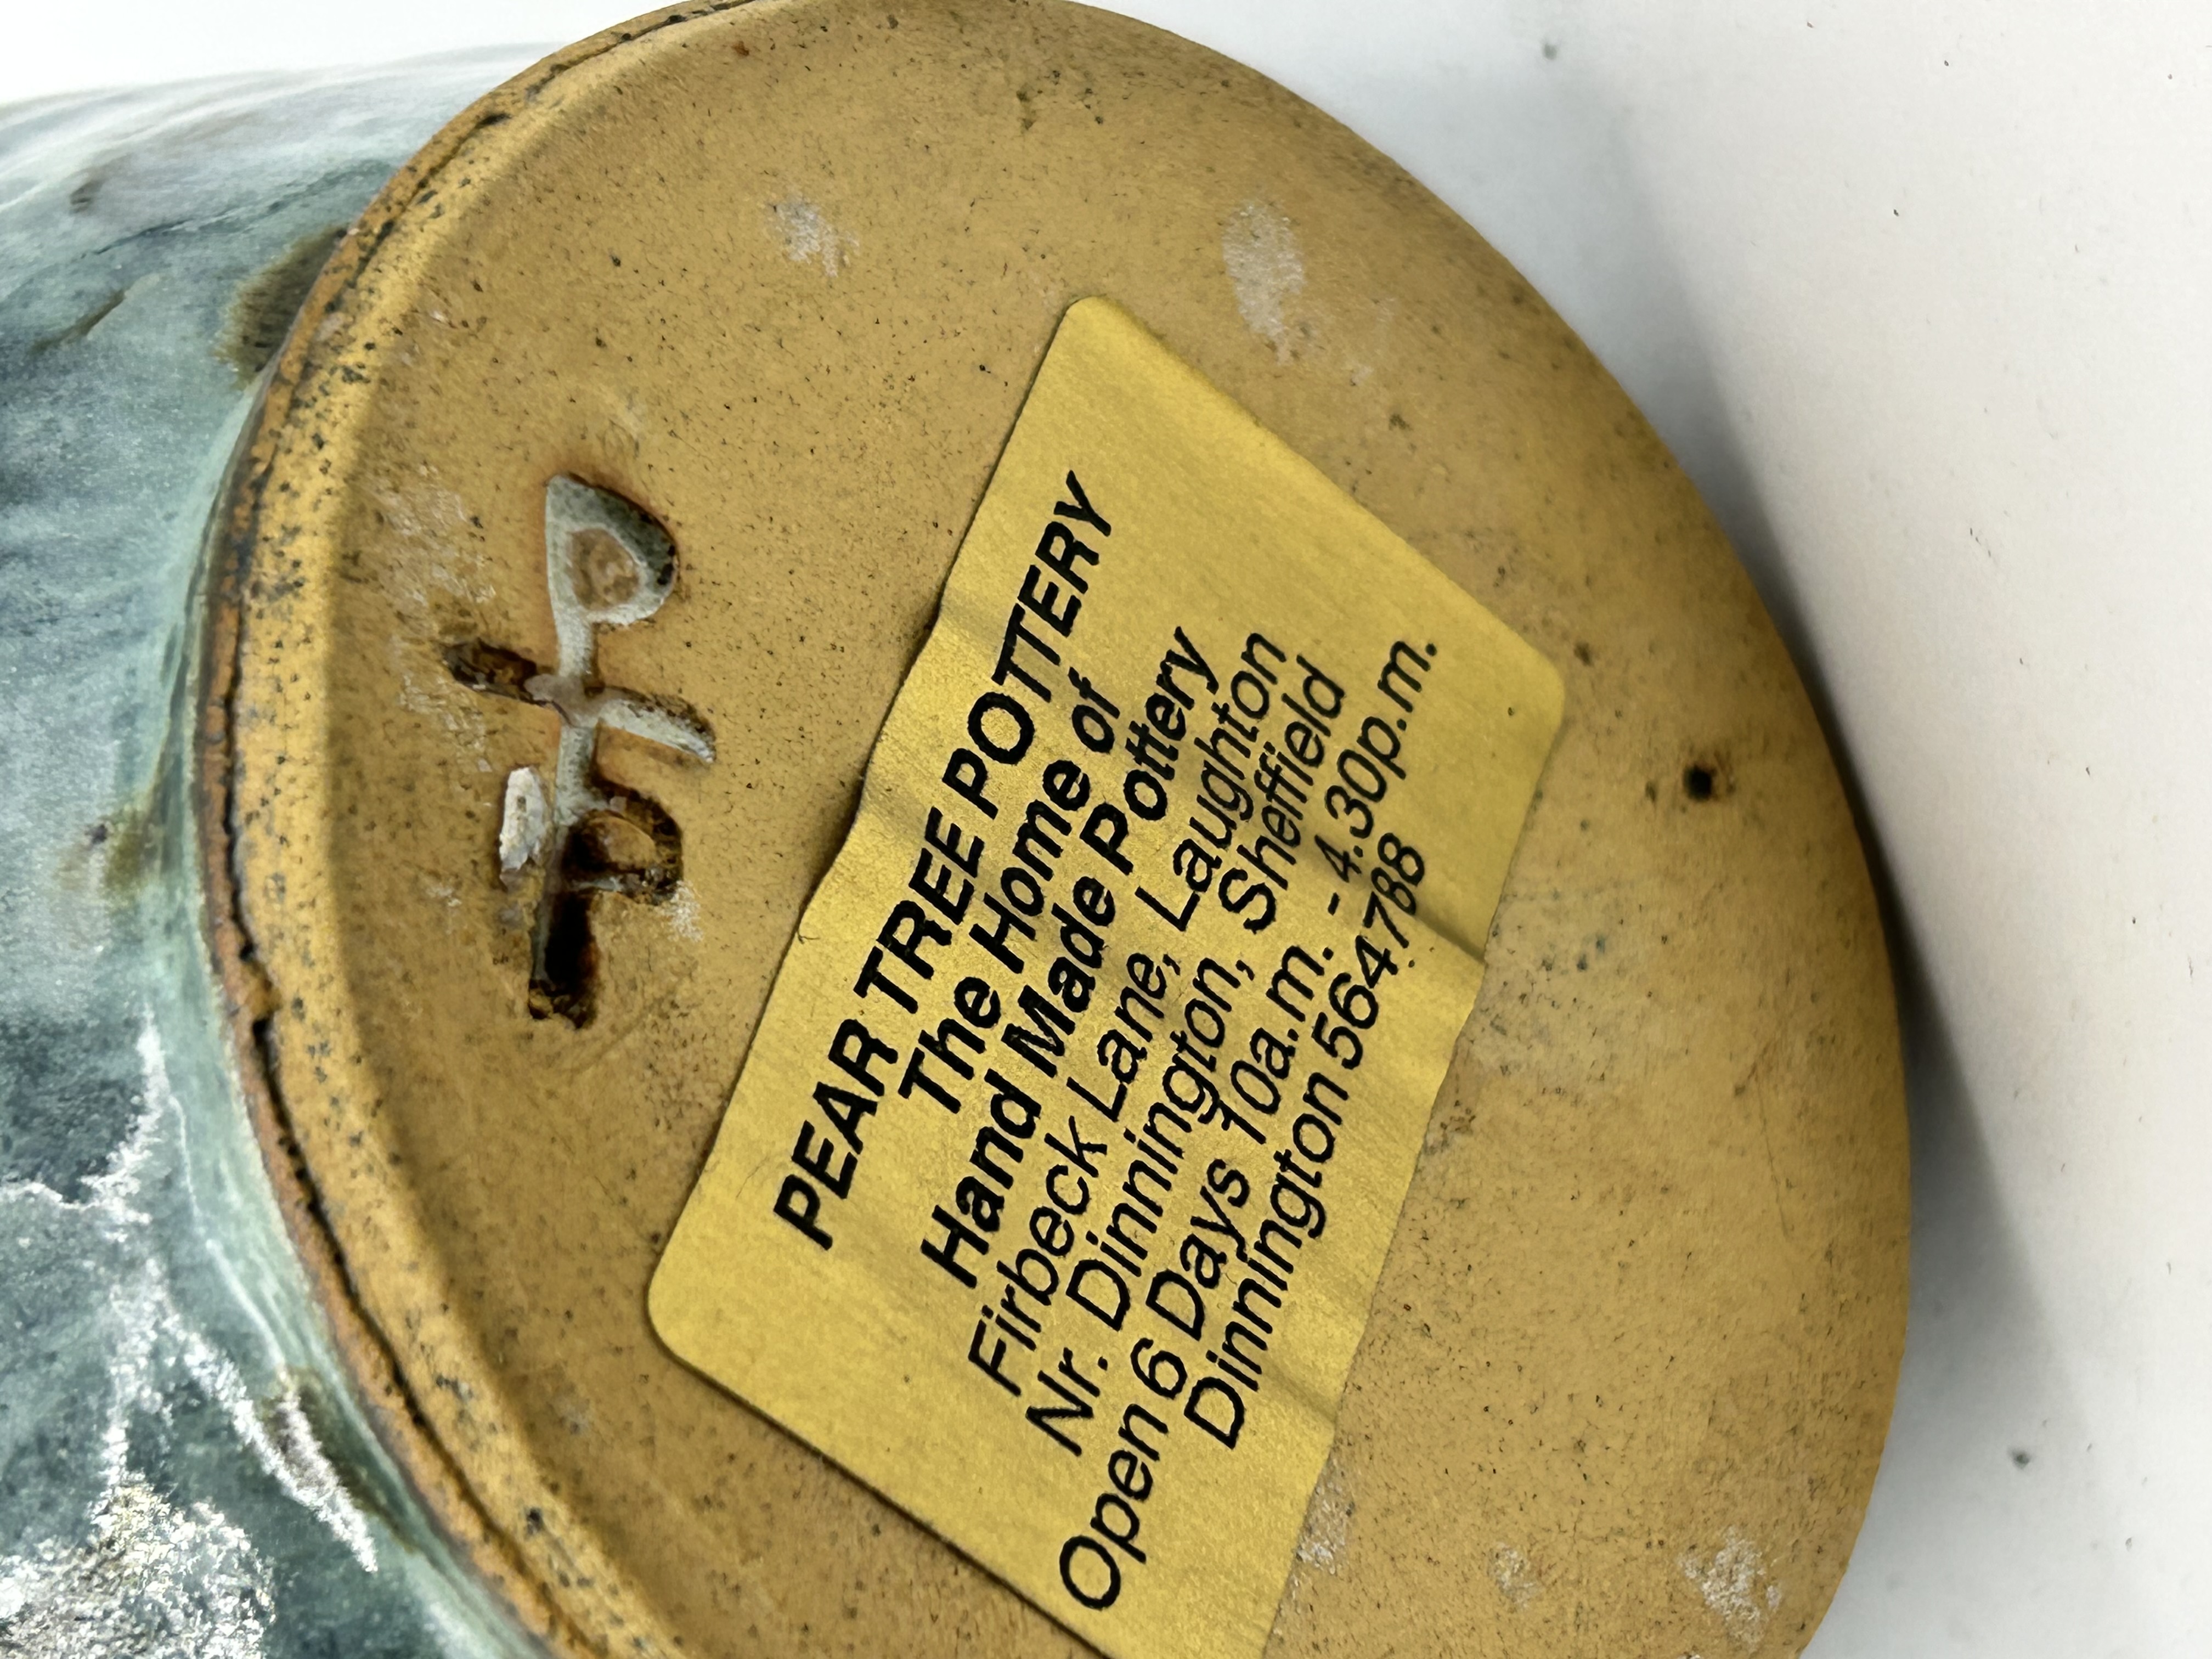 PEAR TREE POTTERY
The Home of
Hand Made Pottery
Firbeck Lane, Laughton
Nr. Dinnington, Sheffield
Open 6 Days 10a.m. - 4.30p.m.
Dinnington 564788